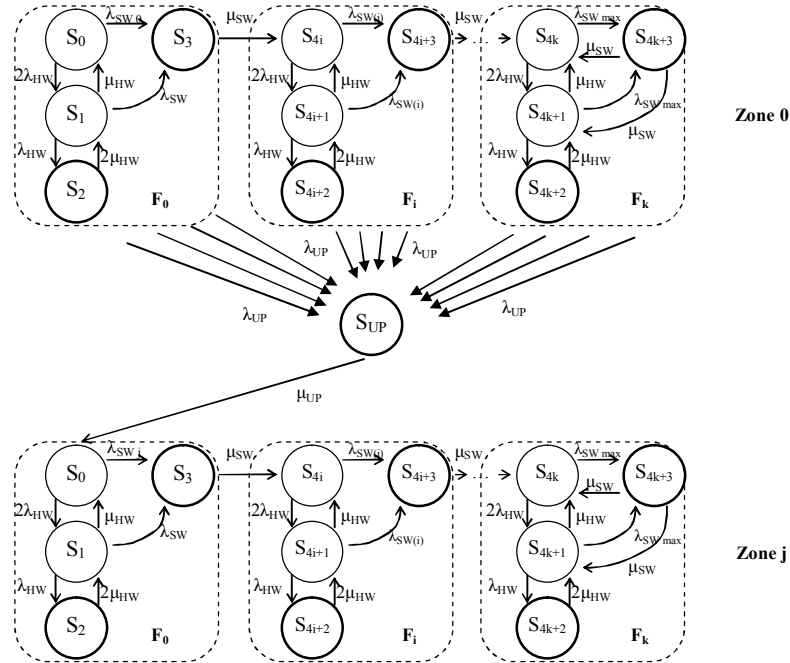 S0 λSW 0 S3 μSW S4i λSW(i) S4i+3 μSW ... S4k λSW max S4k+3
μSW
2λHW μHW 2λHW μHW 2λHW μHW
S1 λSW S4i+1 λSW(i) S4k+1 λSW max Zone 0
μSW
λHW 2μHW λHW 2μHW λHW 2μHW
S2 F0 S4i+2 Fi S4k+2 Fk
λUP λUP
λUP λUP
SUP
μUP
S0 λSW i S3 μSW S4i λSW(i) S4i+3 μSW ... S4k λSW max S4k+3
μSW
2λHW μHW 2λHW μHW 2λHW μHW
S1 λSW S4i+1 λSW(i) S4k+1 λSW max Zone j
μSW
λHW 2μHW λHW 2μHW λHW 2μHW
S2 F0 S4i+2 Fi S4k+2 Fk